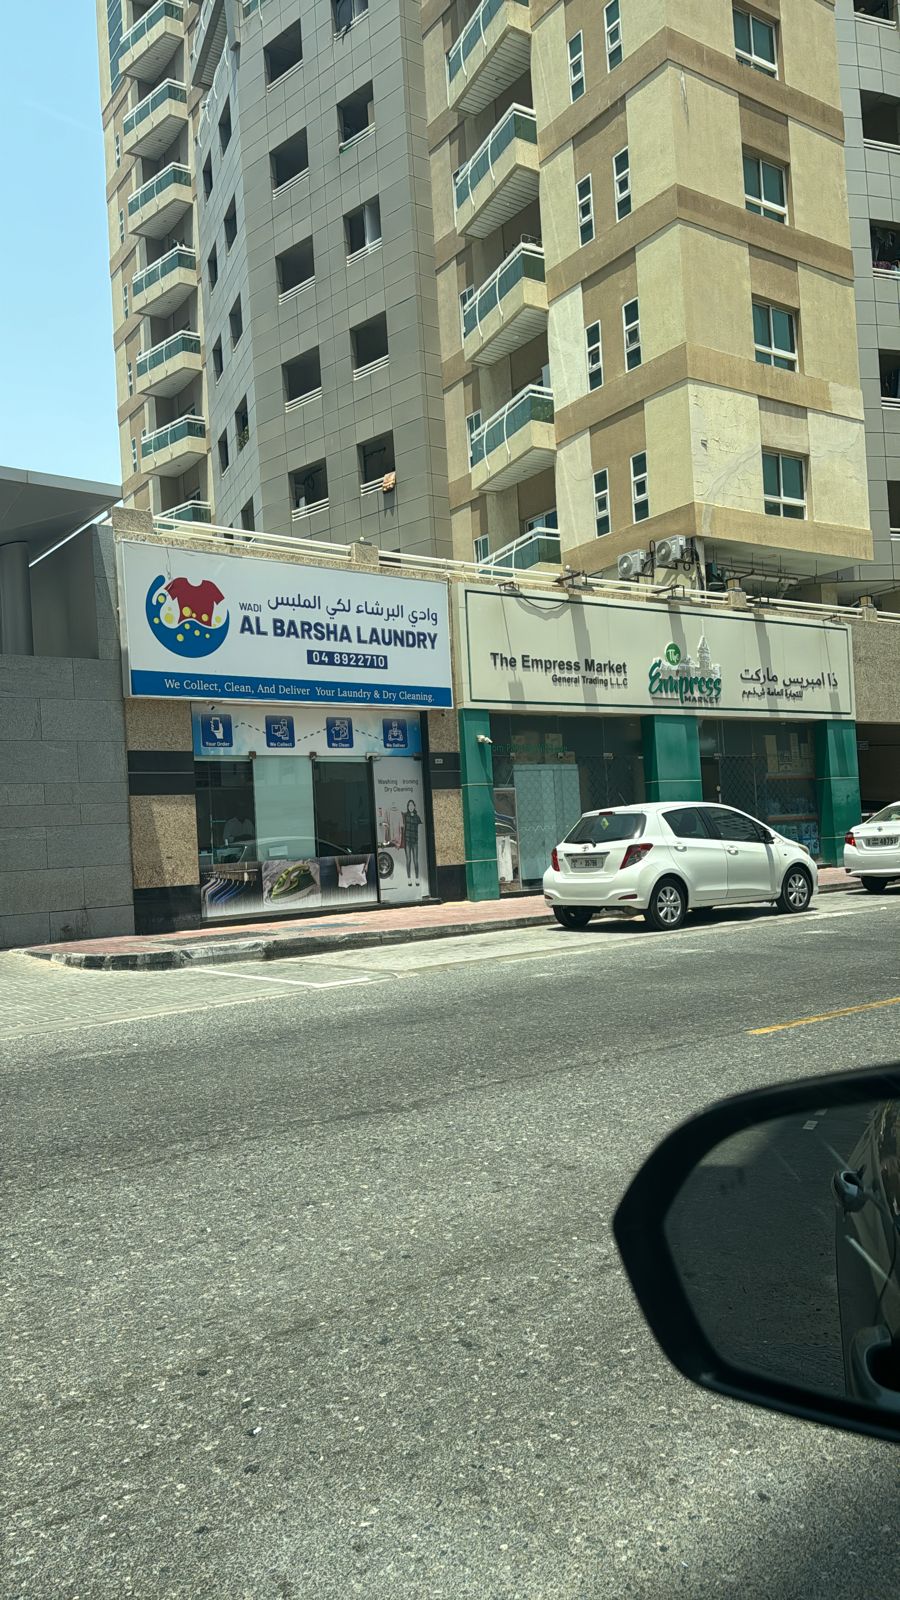 وادي البرشاء لكي الملبس
WADI
AL BARSHA LAUNDRY
04 8922710
We Collect, Clean, And Deliver Your Laundry & Dry Cleaning.
Your Order
We Collect
We Clean
We Deliver
Washing Ironing
Dry Cleaning
The Empress Market
General Trading L.L.C
The
Empress
MARKET
ذا امبريس ماركت
للتجارة العامة ش.ذ.م.م